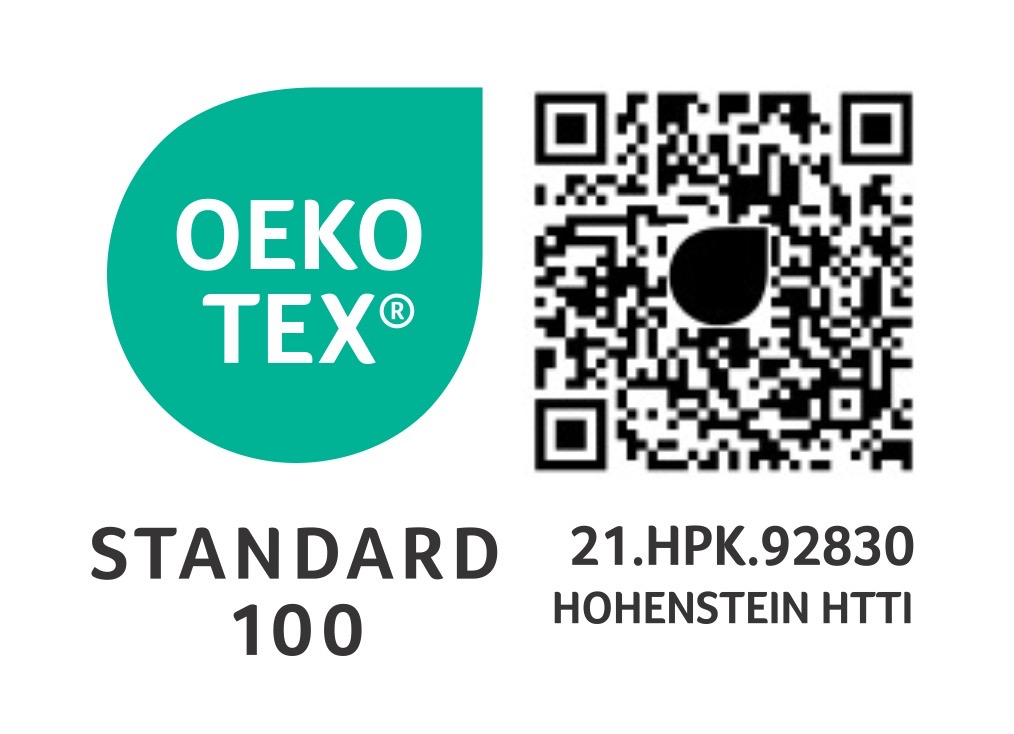 OEKO
TEX®
STANDARD
100
21.HPK.92830
HOHENSTEIN HTTI